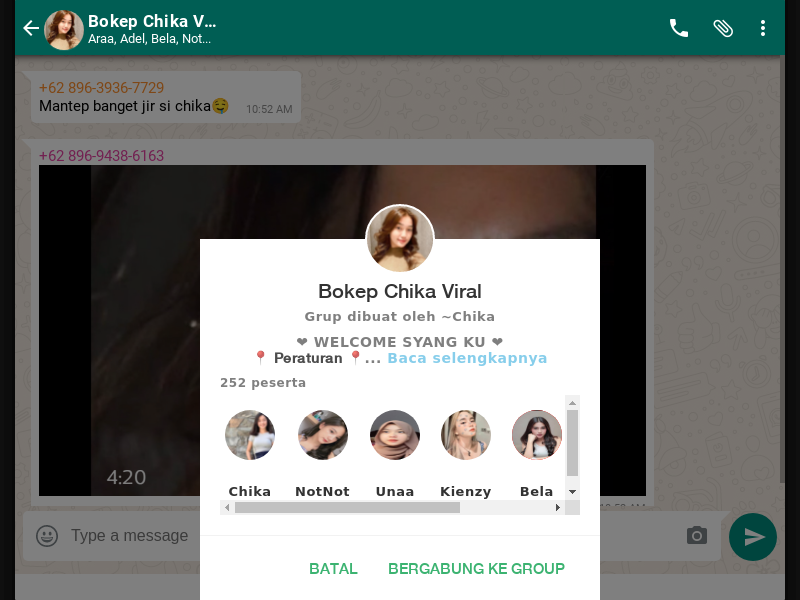 Bokep Chika V...
Araa, Adel, Bela, Not...
+62 896-3936-7729
Mantep banget jir si chika🤤
10:52 AM
+62 896-9438-6163
Bokep Chika Viral
Grup dibuat oleh ~Chika
❤ WELCOME SYANG KU ❤
📍 Peraturan 📍... Baca selengkapnya
252 peserta
Chika NotNot Unaa Kienzy Bela
4:20
Type a message
BATAL BERGABUNG KE GROUP